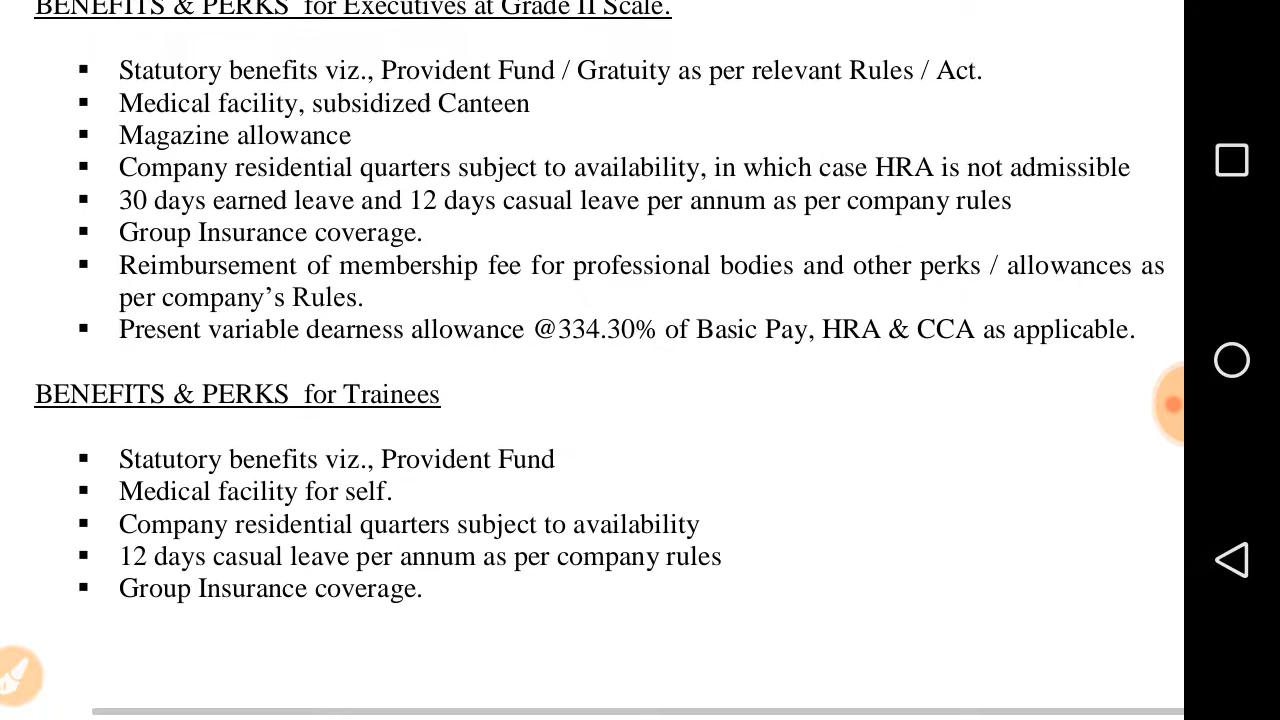 BENEFITS & PERKS for Executives at Grade II Scale.
▪ Statutory benefits viz., Provident Fund / Gratuity as per relevant Rules / Act.
▪ Medical facility, subsidized Canteen
▪ Magazine allowance
▪ Company residential quarters subject to availability, in which case HRA is not admissible
▪ 30 days earned leave and 12 days casual leave per annum as per company rules
▪ Group Insurance coverage.
▪ Reimbursement of membership fee for professional bodies and other perks / allowances as
per company’s Rules.
▪ Present variable dearness allowance @334.30% of Basic Pay, HRA & CCA as applicable.
BENEFITS & PERKS for Trainees
▪ Statutory benefits viz., Provident Fund
▪ Medical facility for self.
▪ Company residential quarters subject to availability
▪ 12 days casual leave per annum as per company rules
▪ Group Insurance coverage.